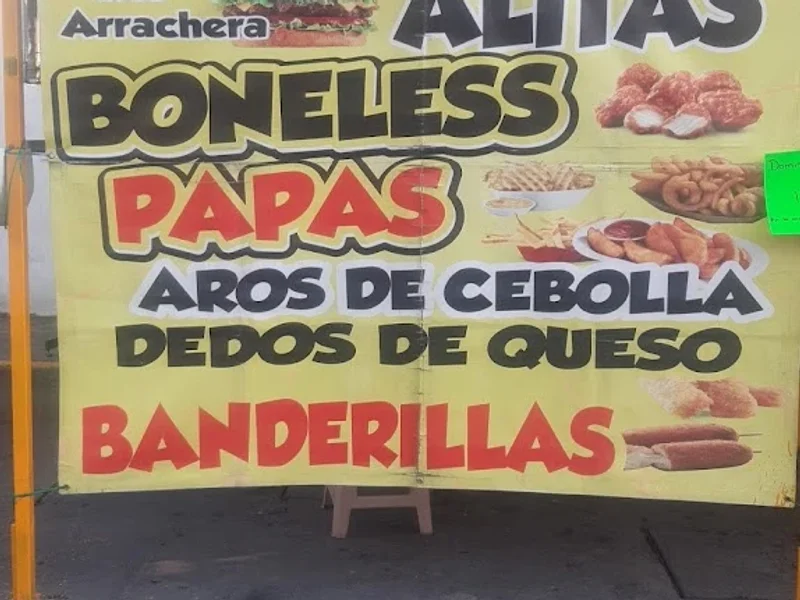 Arrachera
ALITAS
BONELESS
PAPAS
AROS DE CEBOLLA
DEDOS DE QUESO
BANDERILLAS